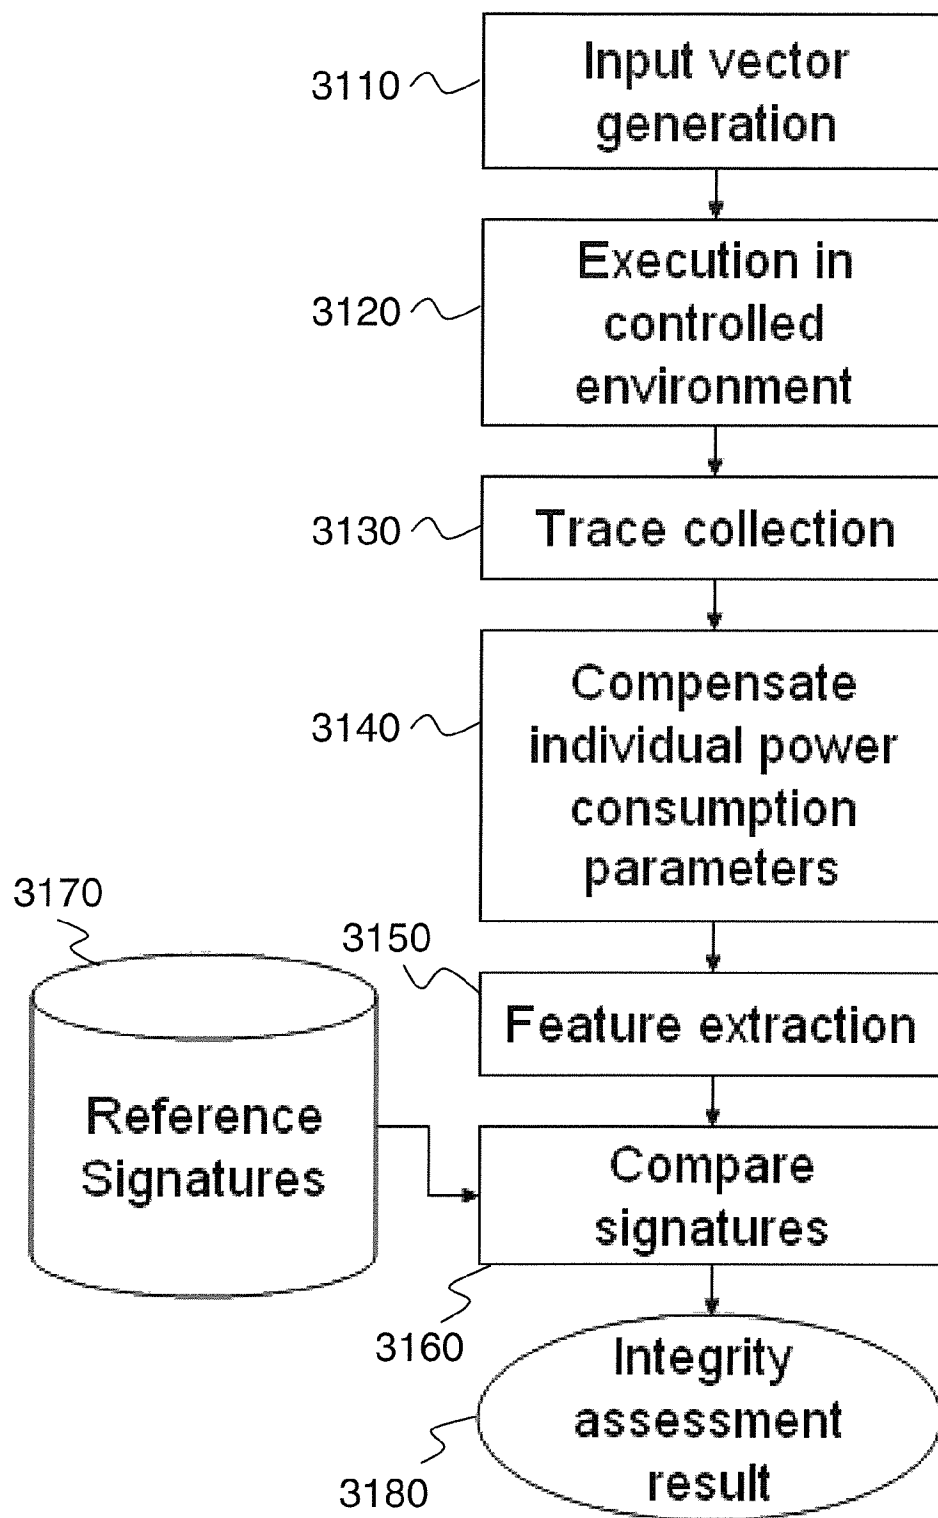 3110
Input vector
generation
3120
Execution in
controlled
environment
3130
Trace collection
3140
Compensate
individual power
consumption
parameters
3170
3150
Feature extraction
Reference
Signatures
Compare
signatures
3160
Integrity
assessment
result
3180